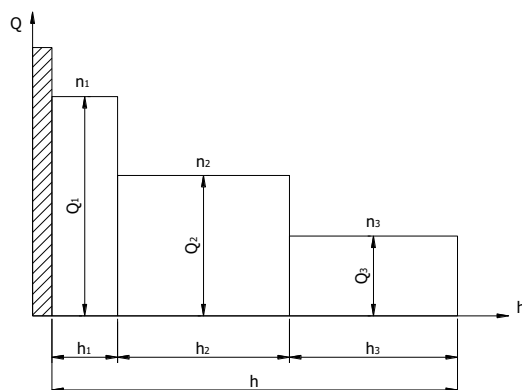 Q
n₁
n₂
n₃
Q₁
Q₂
Q₃
h
h₁ h₂ h₃
h